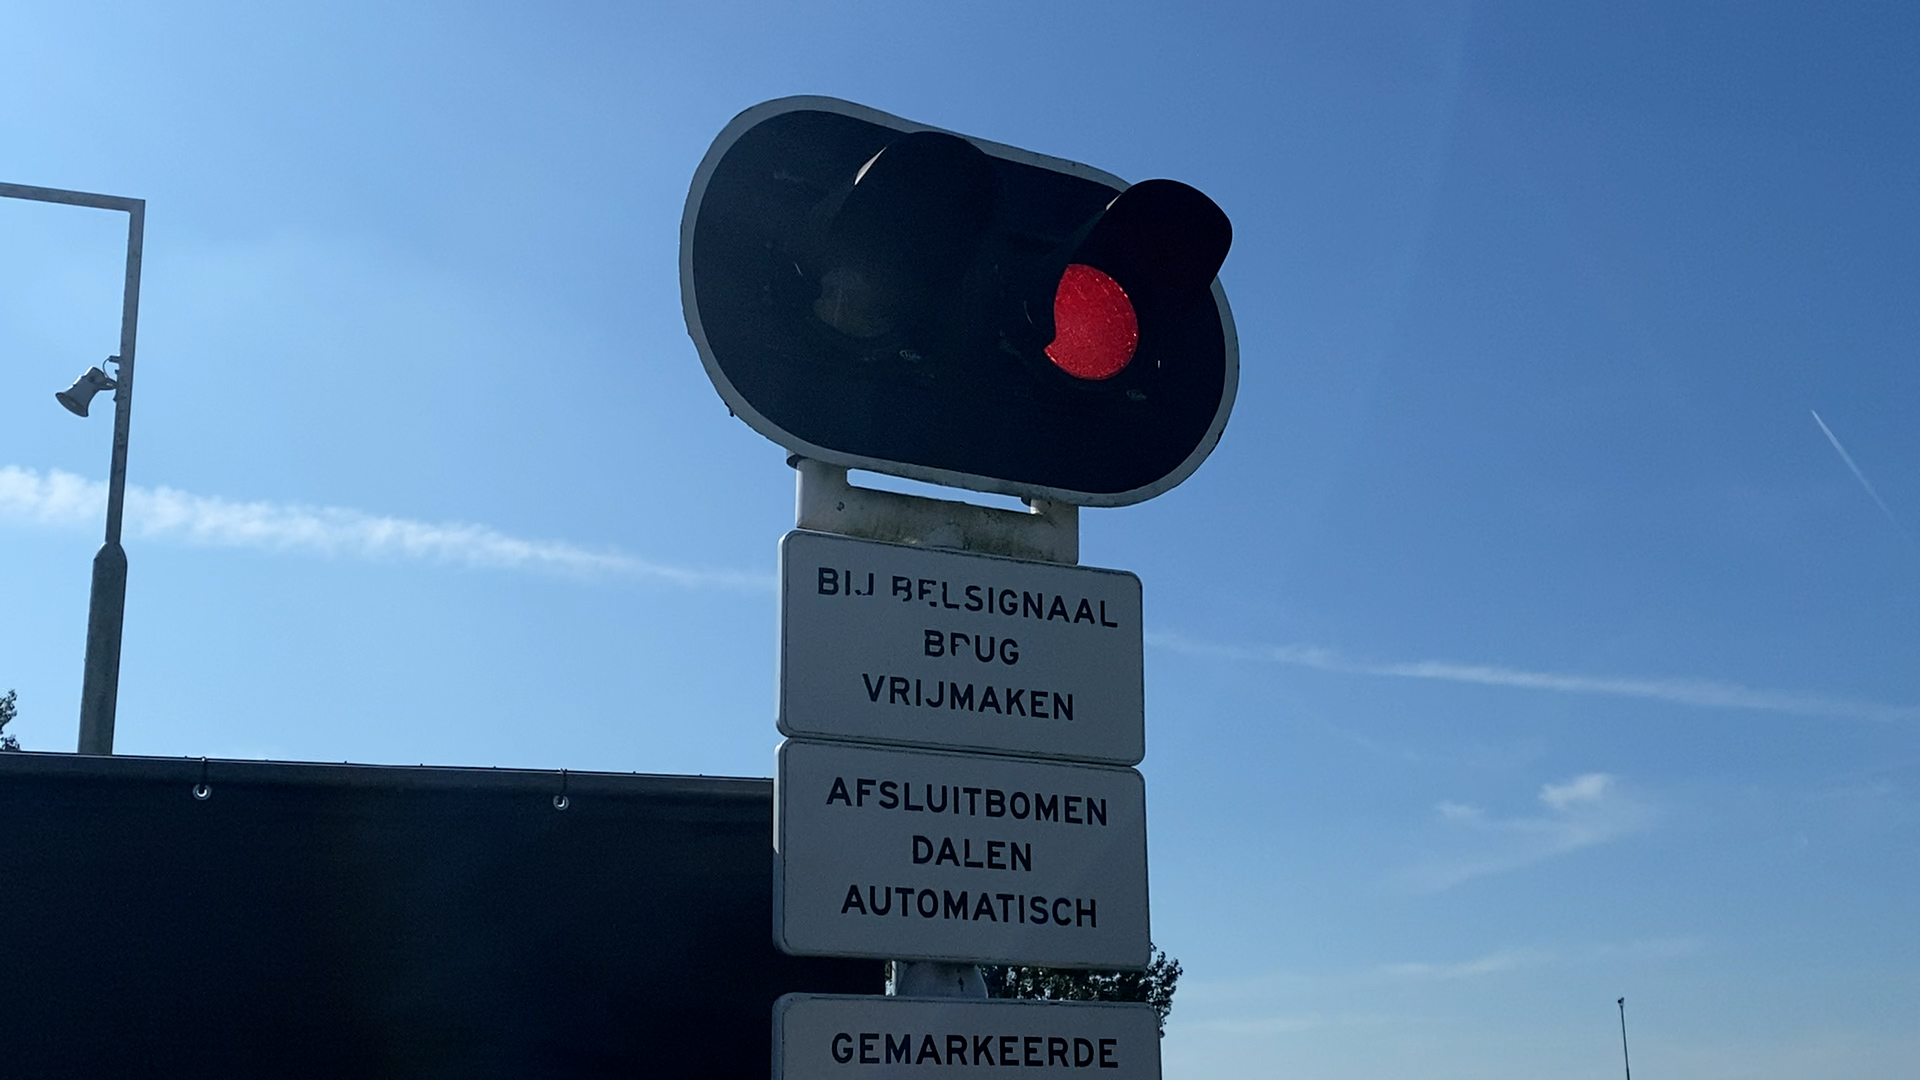 BIJ BELSIGNAAL
BRUG
VRIJMAKEN
AFSLUITBOMEN
DALEN
AUTOMATISCH
GEMARKEERDE